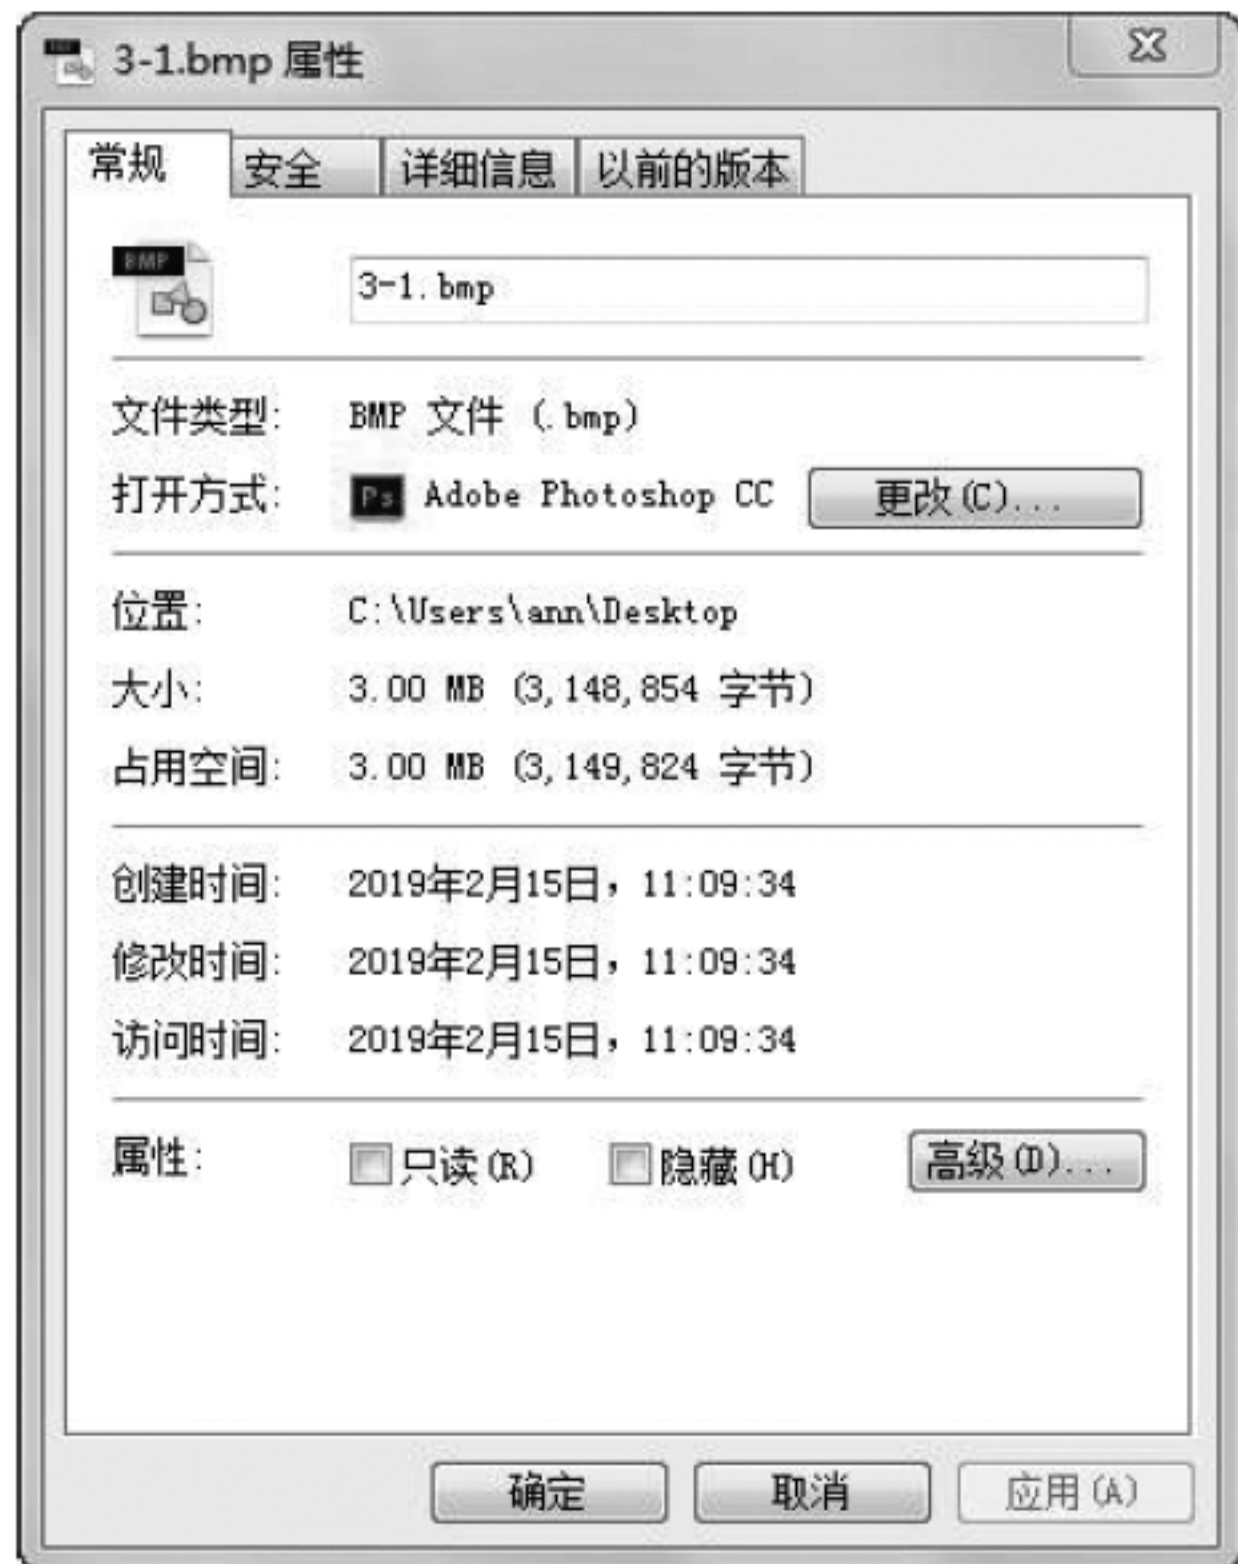 3-1.bmp 属性
常规 安全 详细信息 以前的版本
BMP
3-1.bmp
文件类型: BMP 文件 (.bmp)
打开方式: Ps Adobe Photoshop CC 更改(C)...
位置: C:\Users\ann\Desktop
大小: 3.00 MB (3,148,854 字节)
占用空间: 3.00 MB (3,149,824 字节)
创建时间: 2019年2月15日，11:09:34
修改时间: 2019年2月15日，11:09:34
访问时间: 2019年2月15日，11:09:34
属性: 只读(R) 隐藏(H) 高级(D)...
确定 取消 应用(A)